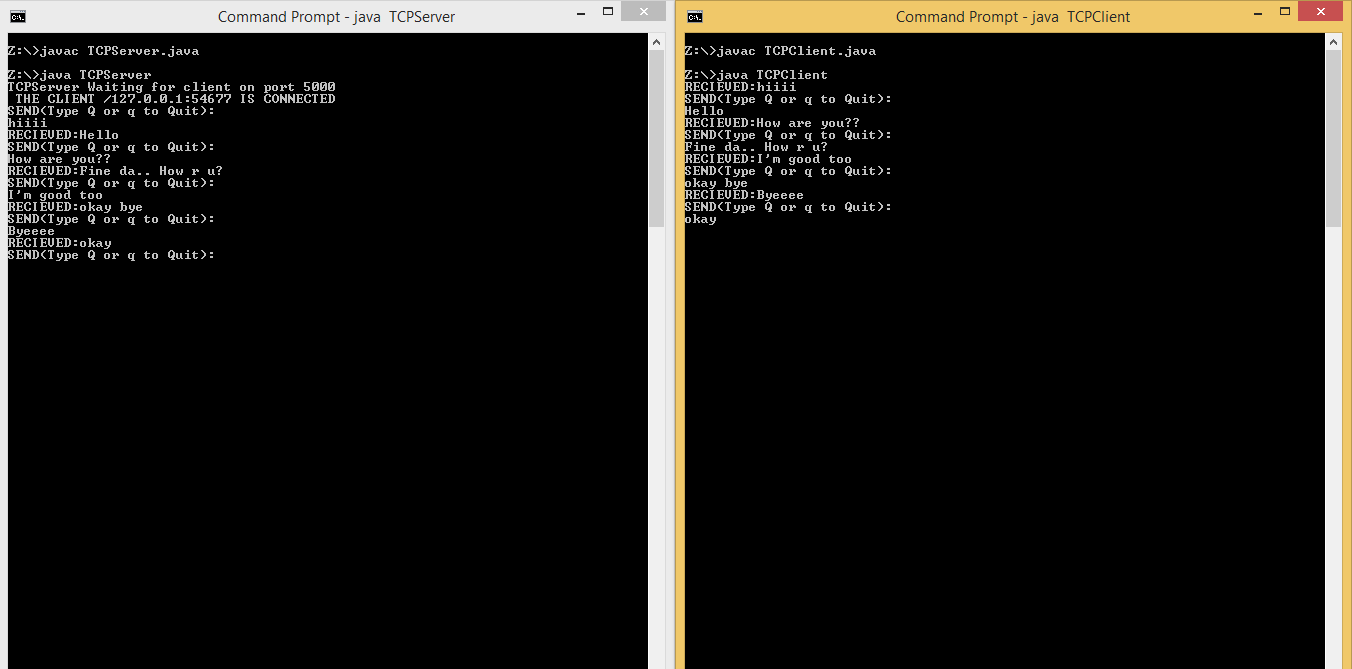 Command Prompt - java  TCPServer
Z:\>javac TCPServer.java
Z:\>java TCPServer
TCPServer Waiting for client on port 5000
 THE CLIENT /127.0.0.1:54677 IS CONNECTED
SEND(Type Q or q to Quit):
hiiii
RECIEVED:Hello
SEND(Type Q or q to Quit):
How are you??
RECIEVED:Fine da.. How r u?
SEND(Type Q or q to Quit):
I'm good too
RECIEVED:okay bye
SEND(Type Q or q to Quit):
Byeeee
RECIEVED:okay
SEND(Type Q or q to Quit):
Command Prompt - java  TCPClient
Z:\>javac TCPClient.java
Z:\>java TCPClient
RECIEVED:hiiii
SEND(Type Q or q to Quit):
Hello
RECIEVED:How are you??
SEND(Type Q or q to Quit):
Fine da.. How r u?
RECIEVED:I'm good too
SEND(Type Q or q to Quit):
okay bye
RECIEVED:Byeeee
SEND(Type Q or q to Quit):
okay